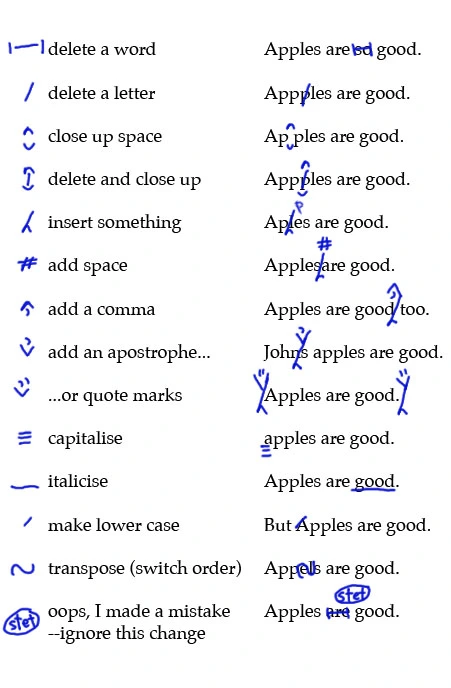 delete a word Apples are so good.
delete a letter Appples are good.
close up space Ap ples are good.
delete and close up Appples are good.
insert something Aples are good. p
add space Applesare good. #
add a comma Apples are good too.
add an apostrophe... Johns apples are good.
...or quote marks Apples are good.
capitalise apples are good.
italicise Apples are good.
make lower case But Apples are good.
transpose (switch order) Appels are good.
stet oops, I made a mistake Apples are good. stet
--ignore this change